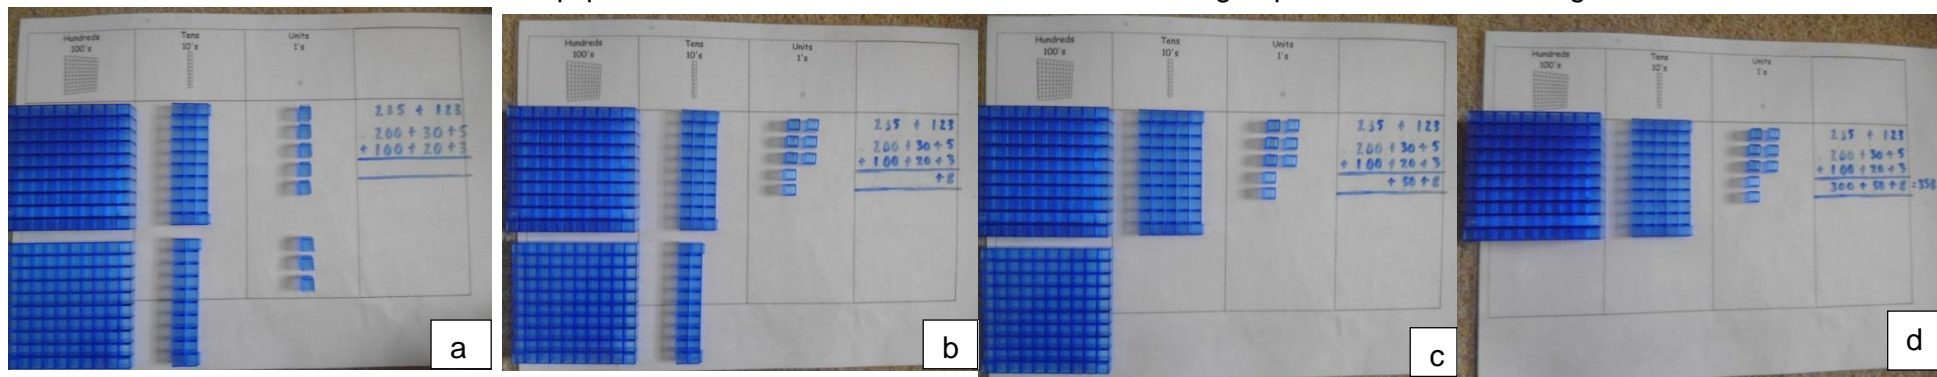 Hundreds Tens Units
100's 10's 1's
235 + 123
200 + 30 + 5
+ 100 + 20 + 3
a
Hundreds Tens Units
100's 10's 1's
235 + 123
200 + 30 + 5
+ 100 + 20 + 3
+ 8
b
Hundreds Tens Units
100's 10's 1's
235 + 123
200 + 30 + 5
+ 100 + 20 + 3
+ 50 + 8
c
Hundreds Tens Units
100's 10's 1's
235 + 123
200 + 30 + 5
+ 100 + 20 + 3
300 + 50 + 8 = 358
d